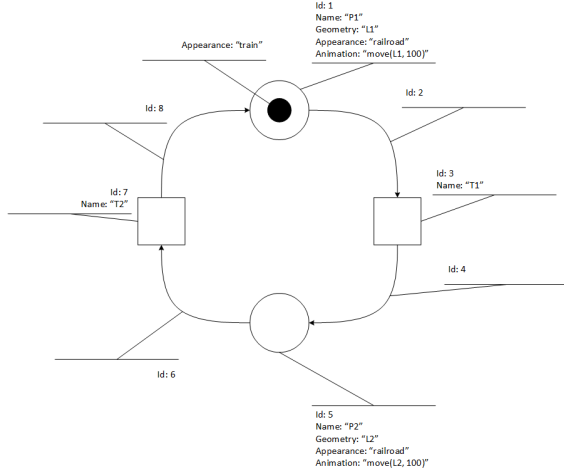 Id: 1
Name: “P1”
Geometry: “L1”
Appearance: “railroad”
Animation: “move(L1, 100)”
Appearance: “train”
Id: 8
Id: 2
Id: 3
Name: “T1”
Id: 7
Name: “T2”
Id: 4
Id: 6
Id: 5
Name: “P2”
Geometry: “L2”
Appearance: “railroad”
Animation: “move(L2, 100)”